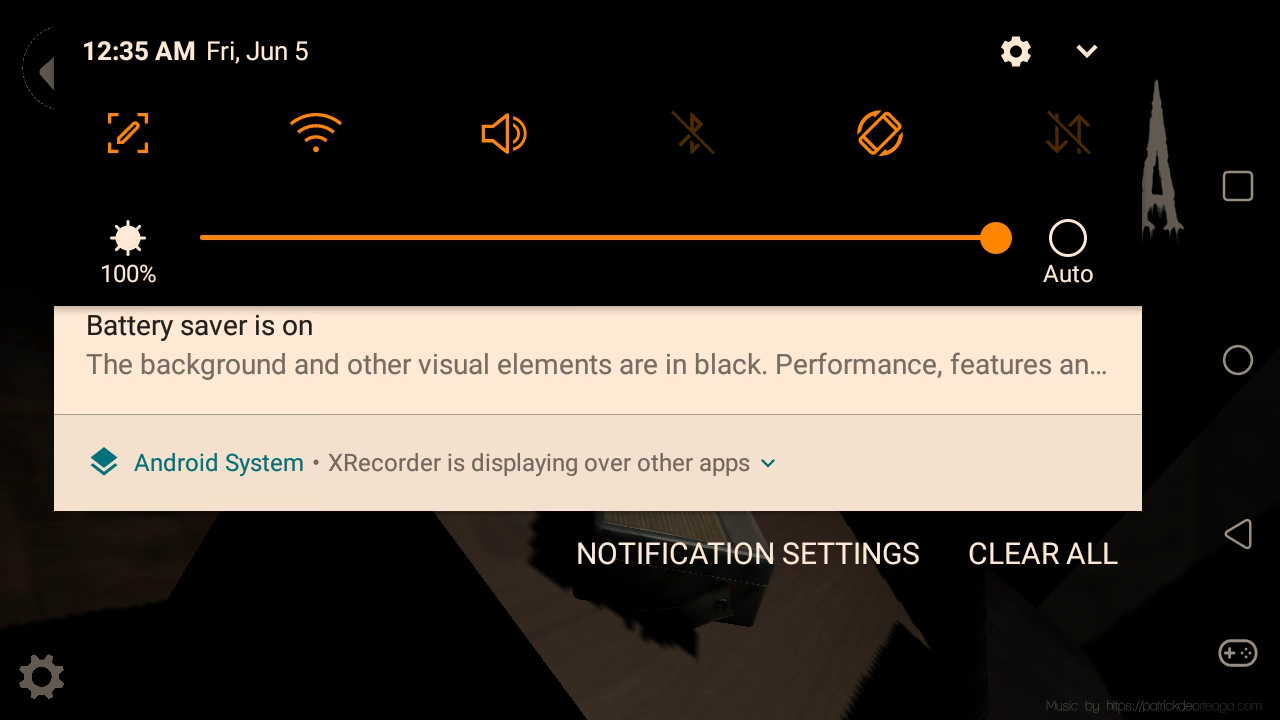 12:35 AM Fri, Jun 5
100%
Auto
Battery saver is on
The background and other visual elements are in black. Performance, features an…
Android System • XRecorder is displaying over other apps
NOTIFICATION SETTINGS CLEAR ALL
A
Music by https://patrickdearteaga.com